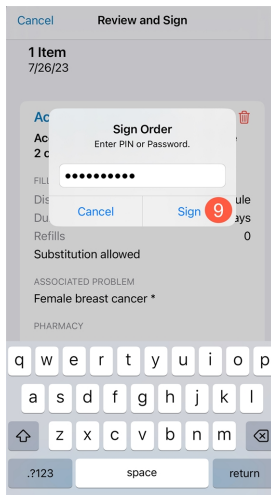 Cancel Review and Sign
1 Item
7/26/23
Sign Order
Enter PIN or Password.
••••••••••
Cancel Sign 9
Refills 0
Substitution allowed
ASSOCIATED PROBLEM
Female breast cancer *
PHARMACY
q w e r t y u i o p
a s d f g h j k l
z x c v b n m
.?123 space return